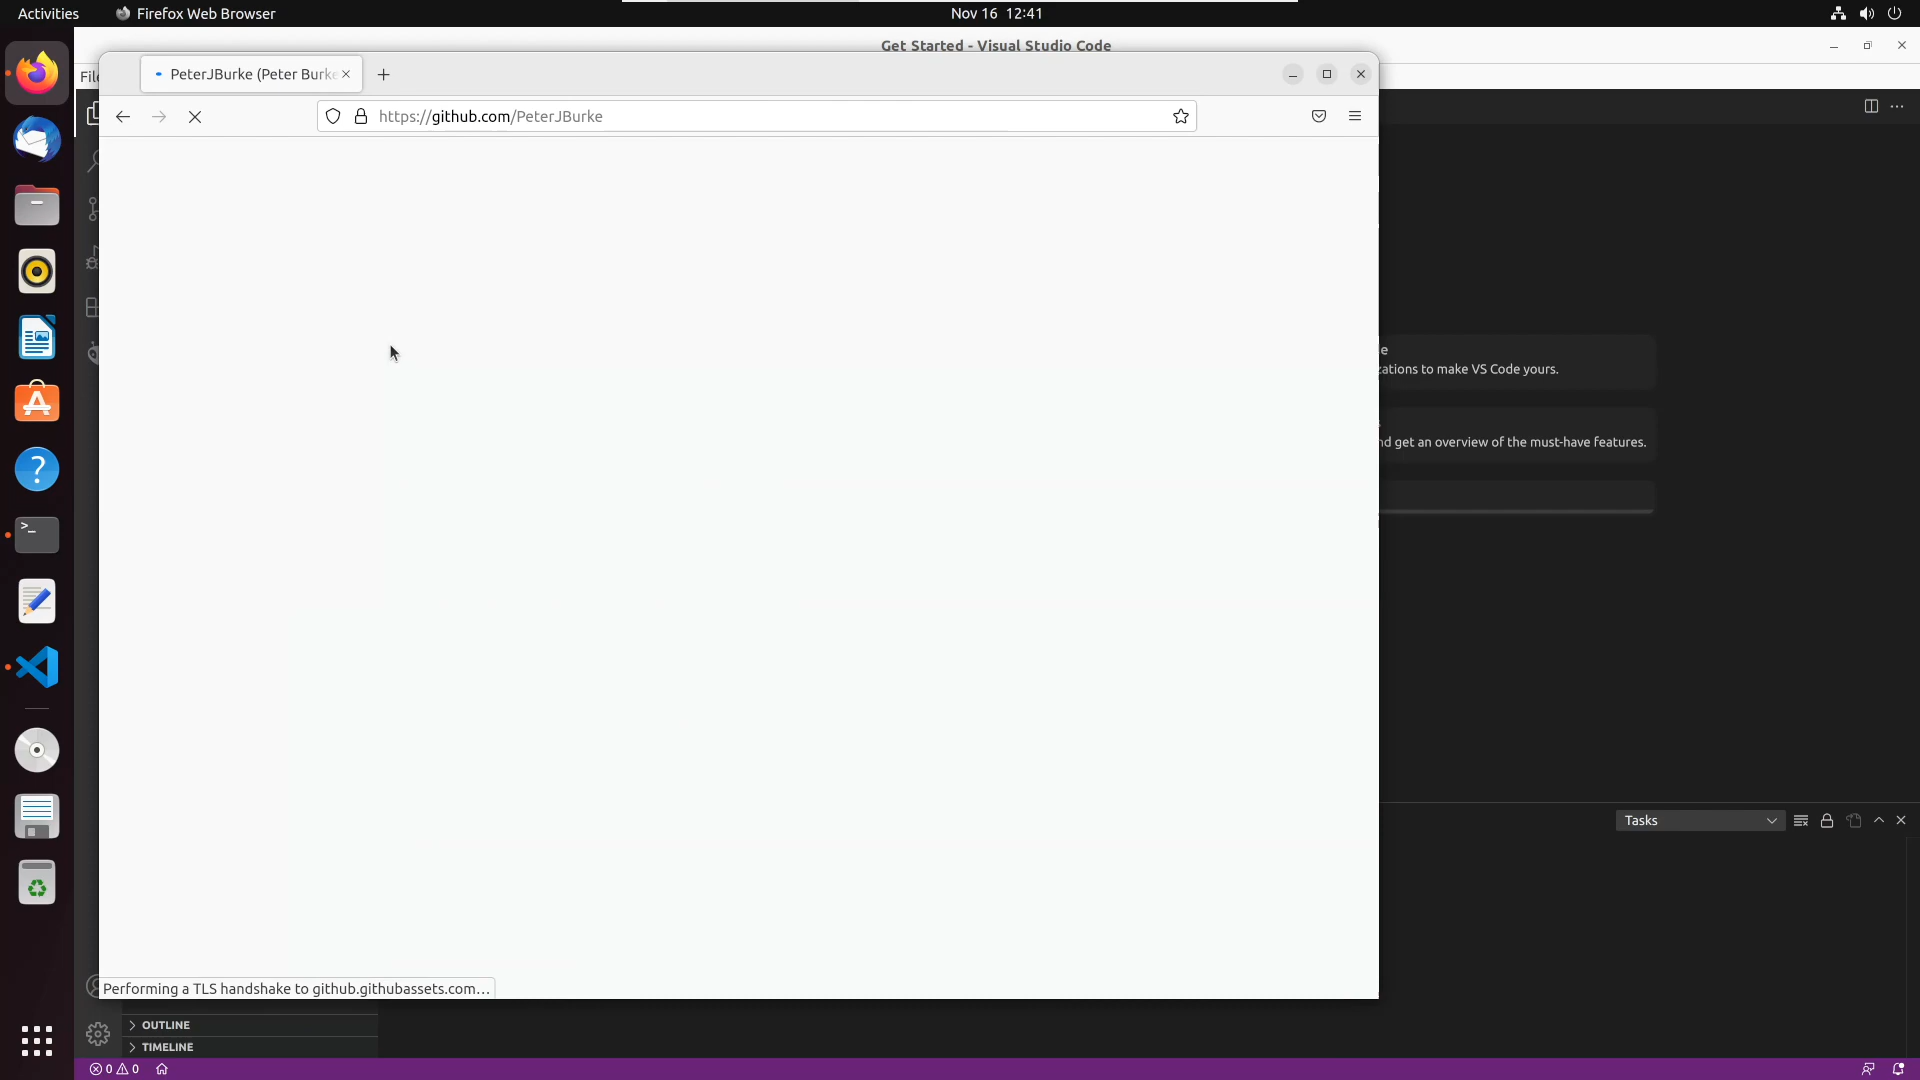 Activities
Firefox Web Browser
Nov 16 12:41
Get Started - Visual Studio Code
PeterJBurke (Peter Burke
https://github.com/PeterJBurke
e
zations to make VS Code yours.
nd get an overview of the must-have features.
Tasks
Performing a TLS handshake to github.githubassets.com…
OUTLINE
TIMELINE
0 0